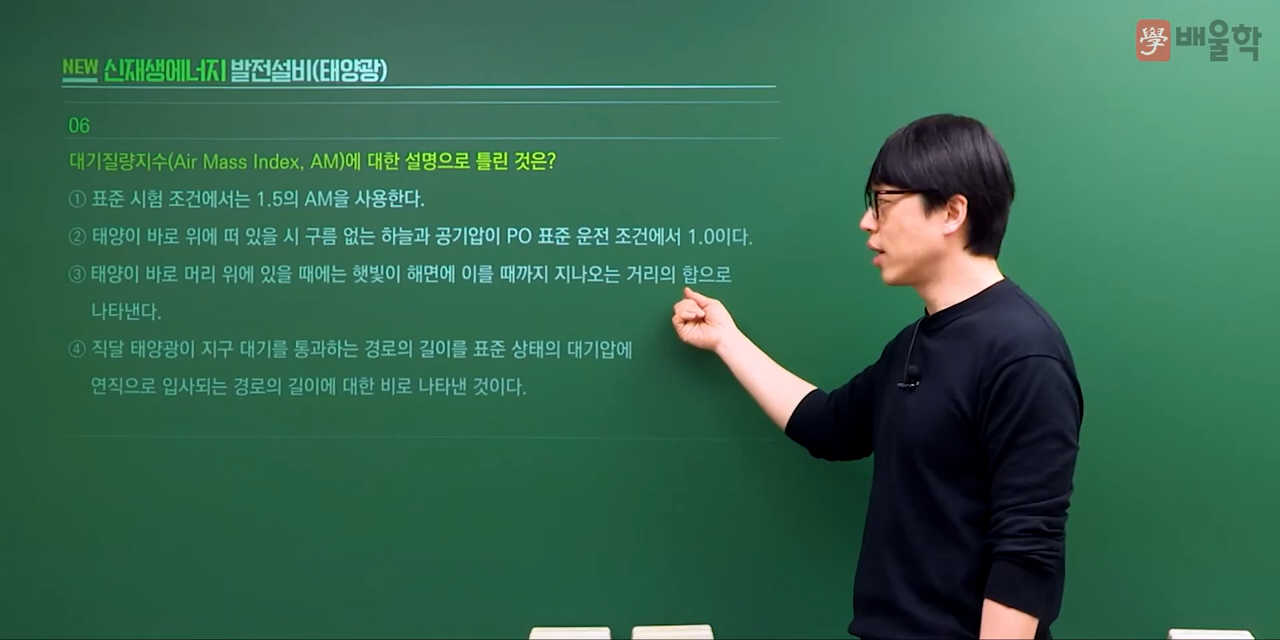 學 배울학
NEW 신재생에너지 발전설비(태양광)
06
대기질량지수(Air Mass Index, AM)에 대한 설명으로 틀린 것은?
① 표준 시험 조건에서는 1.5의 AM을 사용한다.
② 태양이 바로 위에 떠 있을 시 구름 없는 하늘과 공기압이 PO 표준 운전 조건에서 1.0이다.
③ 태양이 바로 머리 위에 있을 때에는 햇빛이 해면에 이를 때까지 지나오는 거리의 합으로
나타낸다.
④ 직달 태양광이 지구 대기를 통과하는 경로의 길이를 표준 상태의 대기압에
연직으로 입사되는 경로의 길이에 대한 비로 나타낸 것이다.